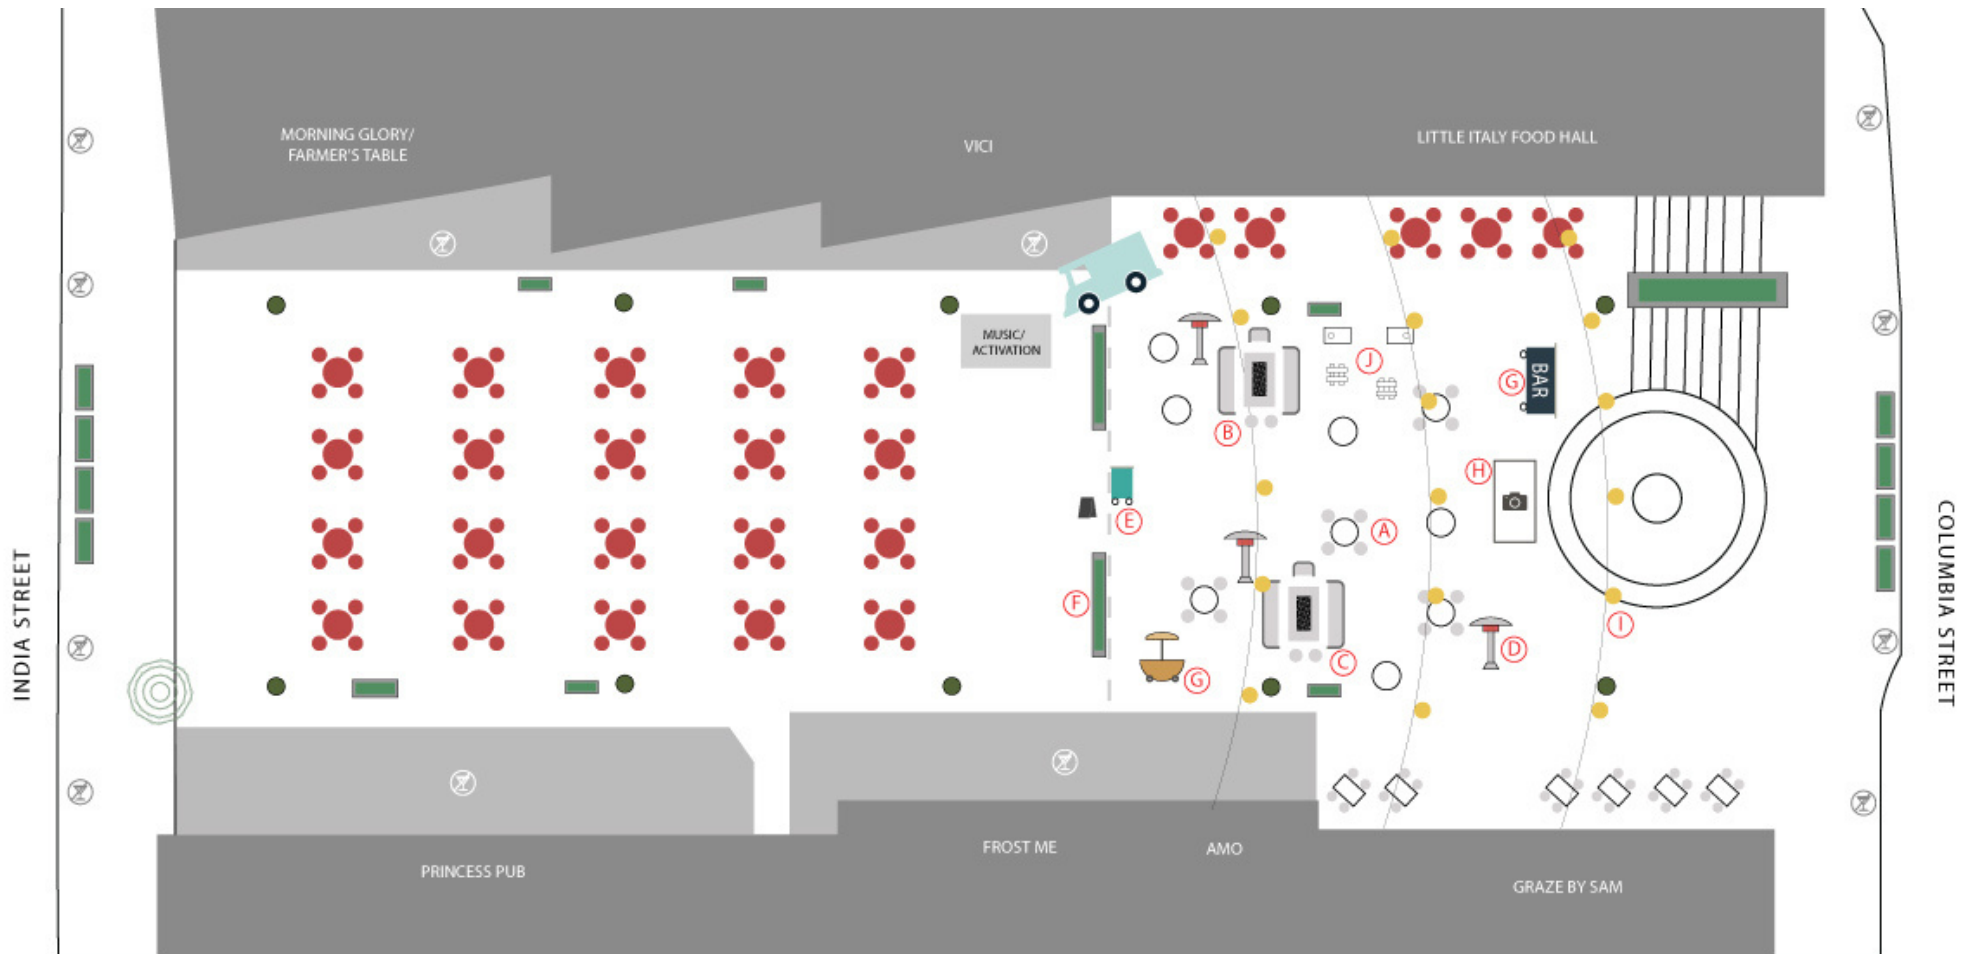 MORNING GLORY/
FARMER'S TABLE
VICI
LITTLE ITALY FOOD HALL
MUSIC/
ACTIVATION
J
BAR
G
B
H
E
A
F
I
D
C
G
INDIA STREET
COLUMBIA STREET
FROST ME
AMO
PRINCESS PUB
GRAZE BY SAM